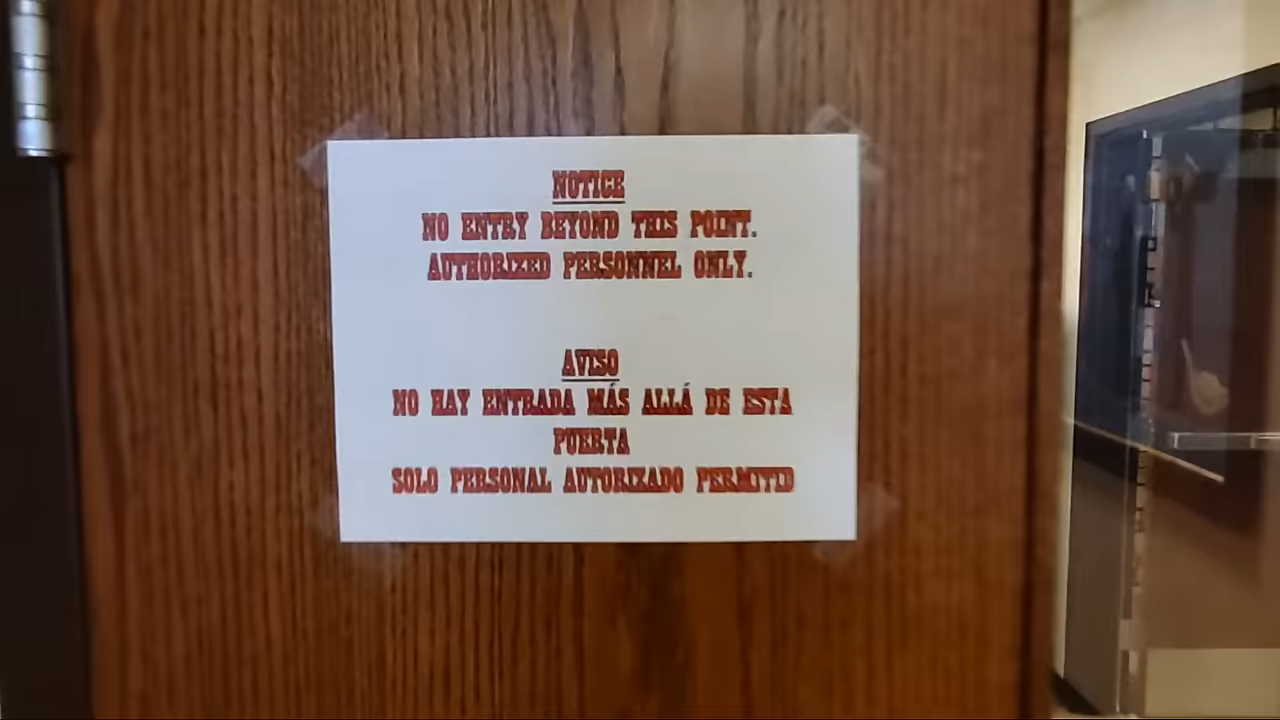 NOTICE
NO ENTRY BEYOND THIS POINT.
AUTHORIZED PERSONNEL ONLY.
AVISO
NO HAY ENTRADA MÁS ALLÁ DE ESTA
PUERTA
SOLO PERSONAL AUTORIZADO PERMITID